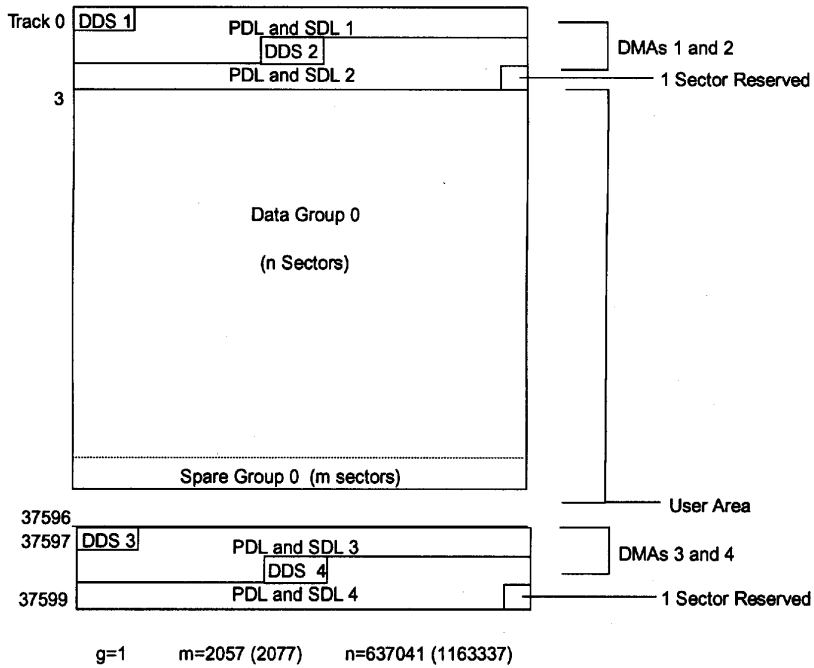 Track 0 DDS 1 PDL and SDL 1
DDS 2 DMAs 1 and 2
PDL and SDL 2 1 Sector Reserved
3
Data Group 0
(n Sectors)
Spare Group 0 (m sectors)
User Area
37596
37597 DDS 3 PDL and SDL 3
DDS 4 DMAs 3 and 4
37599 PDL and SDL 4 1 Sector Reserved
g=1 m=2057 (2077) n=637041 (1163337)